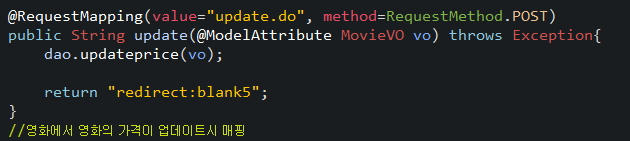 @RequestMapping(value="update.do", method=RequestMethod.POST)
public String update(@ModelAttribute MovieVO vo) throws Exception{
dao.updateprice(vo);
return "redirect:blank5";
}
//영화에서 영화의 가격이 업데이트시 매핑